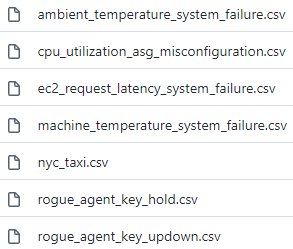 ambient_temperature_system_failure.csv
cpu_utilization_asg_misconfiguration.csv
ec2_request_latency_system_failure.csv
machine_temperature_system_failure.csv
nyc_taxi.csv
rogue_agent_key_hold.csv
rogue_agent_key_updown.csv